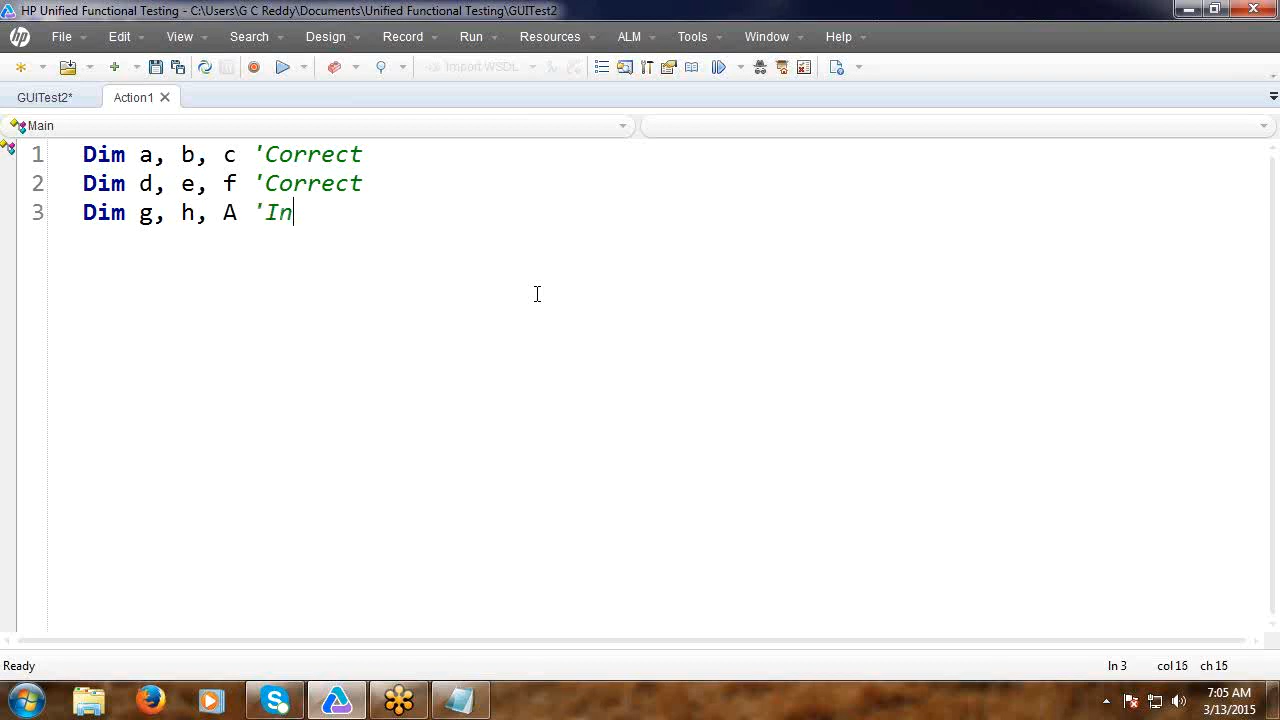 HP Unified Functional Testing - C:\Users\G C Reddy\Documents\Unified Functional Testing\GUITest2
File Edit View Search Design Record Run Resources ALM Tools Window Help
Import WSDL
GUITest2* Action1
Main
1 Dim a, b, c 'Correct
2 Dim d, e, f 'Correct
3 Dim g, h, A 'In
Ready ln 3 col 15 ch 15
7:05 AM
3/13/2015